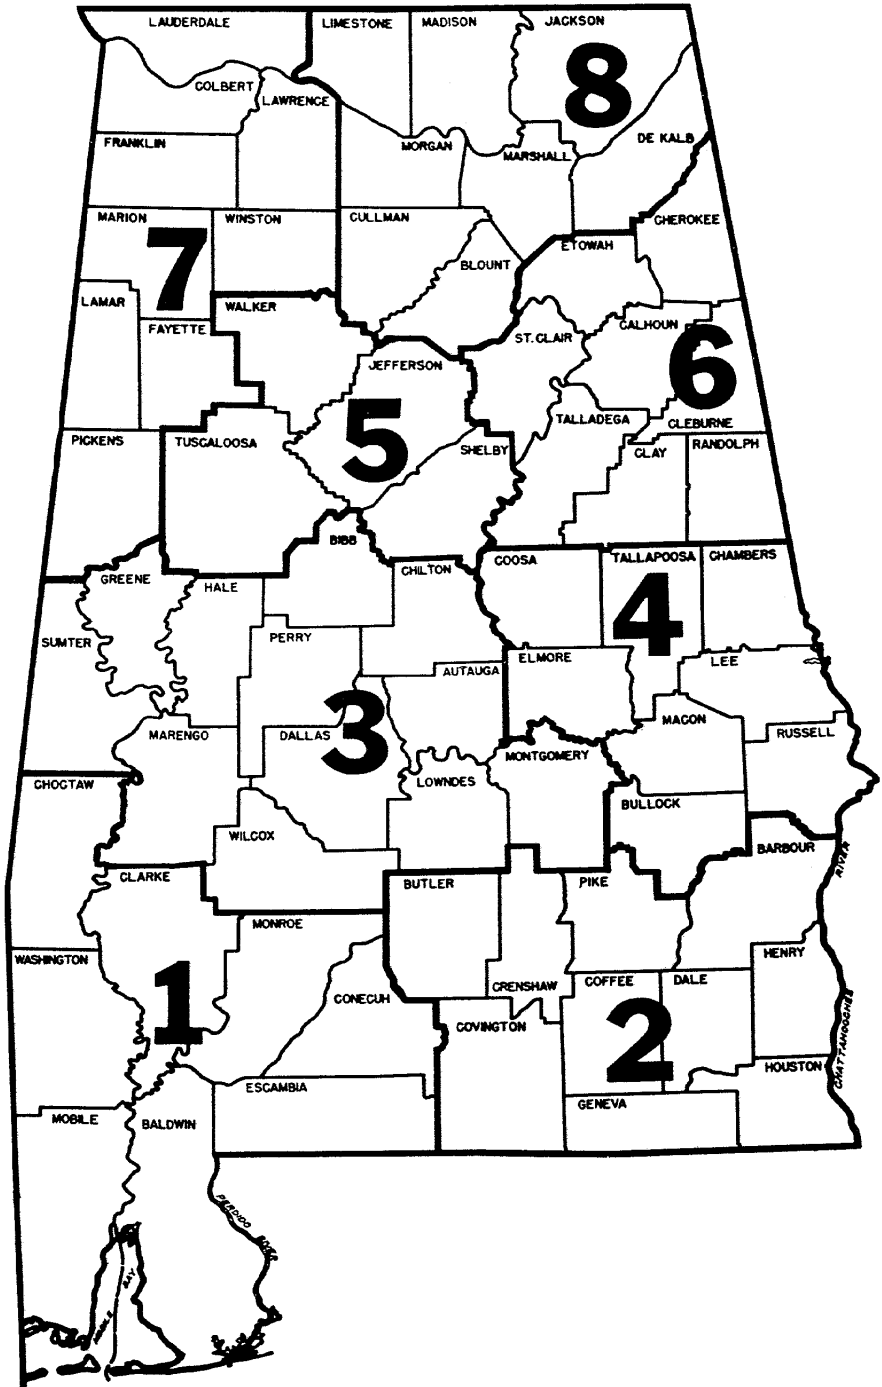 LAUDERDALE
LIMESTONE
MADISON
JACKSON
8
COLBERT
LAWRENCE
FRANKLIN
MORGAN
MARSHALL
DE KALB
MARION
WINSTON
CULLMAN
CHEROKEE
7
ETOWAH
BLOUNT
LAMAR
WALKER
FAYETTE
ST. CLAIR
CALHOUN
6
JEFFERSON
5
TALLADEGA
CLEBURNE
PICKENS
TUSCALOOSA
SHELBY
CLAY
RANDOLPH
BIBB
COOSA
TALLAPOOSA
CHAMBERS
GREENE
HALE
CHILTON
4
SUMTER
PERRY
ELMORE
LEE
AUTAUGA
3
MARENGO
DALLAS
MACON
RUSSELL
MONTGOMERY
CHOCTAW
LOWNDES
BULLOCK
WILCOX
BARBOUR
RIVER
CLARKE
BUTLER
PIKE
MONROE
WASHINGTON
HENRY
1
CONECUH
CRENSHAW
COFFEE
DALE
COVINGTON
2
CHATTAHOOCHEE
HOUSTON
ESCAMBIA
GENEVA
MOBILE
BALDWIN
PERDIDO RIVER
MOBILE BAY